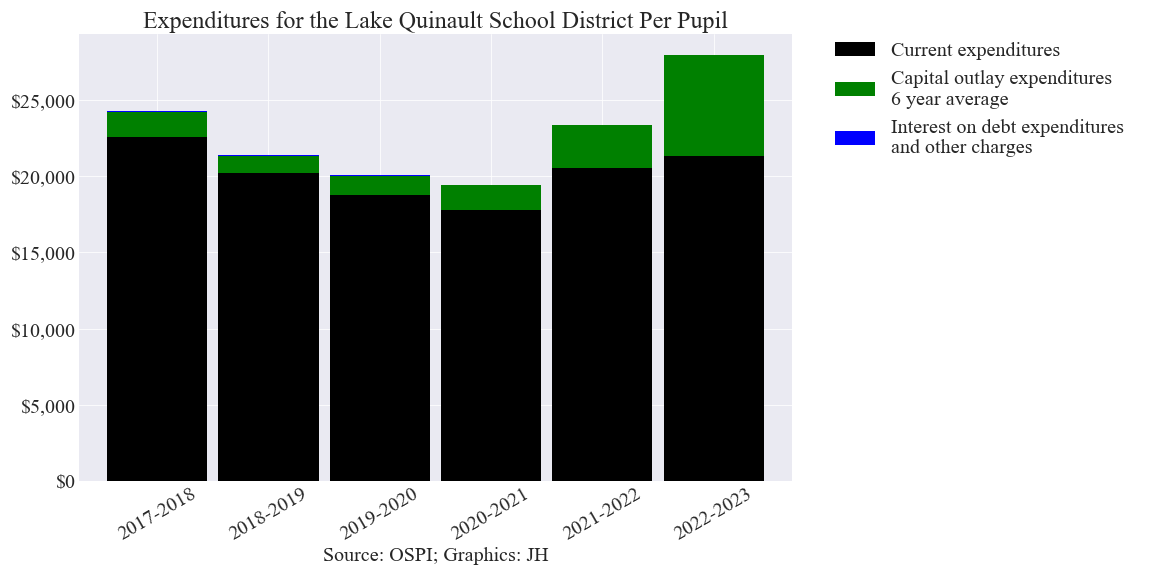 Expenditures for the Lake Quinault School District Per Pupil
Current expenditures
Capital outlay expenditures
6 year average
Interest on debt expenditures
and other charges
$25,000
$20,000
$15,000
$10,000
$5,000
$0
2017-2018
2018-2019
2019-2020
2020-2021
2021-2022
2022-2023
Source: OSPI; Graphics: JH